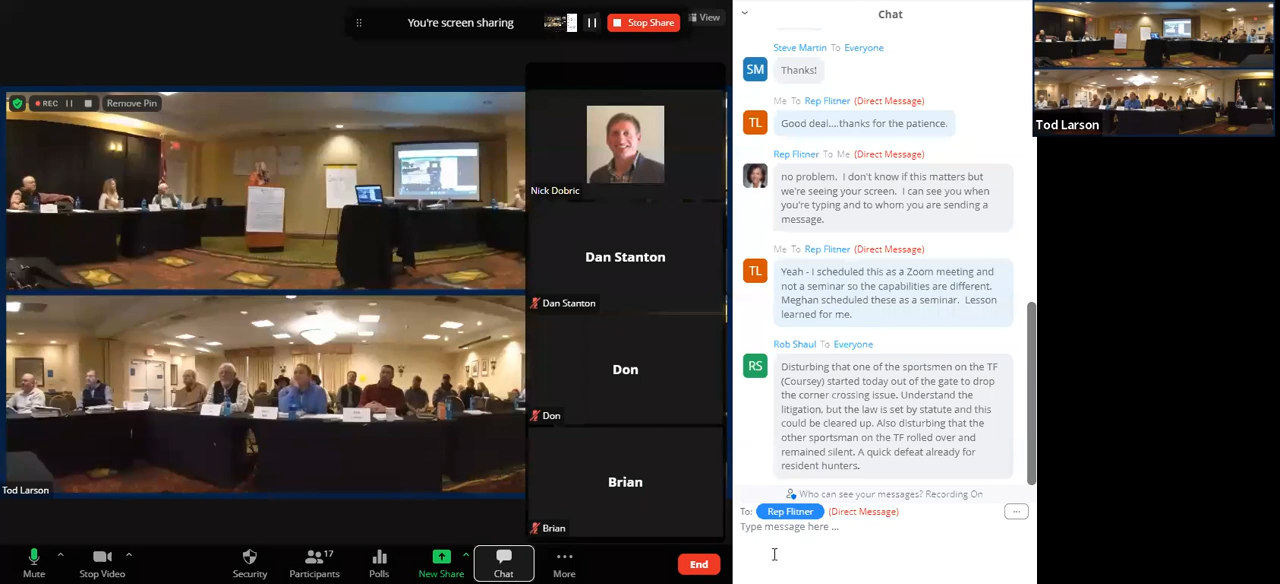 You're screen sharing
Stop Share
View
REC
Remove Pin
Nick Dobric
Dan Stanton
Dan Stanton
Don
Don
Brian
Brian
Tod Larson
Mute
Stop Video
Security
Participants
17
Polls
New Share
Chat
More
End
Chat
Steve Martin To Everyone
SM
Thanks!
Me To Rep Flitner (Direct Message)
TL
Good deal....thanks for the patience.
Rep Flitner To Me (Direct Message)
no problem. I don't know if this matters but
we're seeing your screen. I can see you when
you're typing and to whom you are sending a
message.
Me To Rep Flitner (Direct Message)
TL
Yeah - I scheduled this as a Zoom meeting and
not a seminar so the capabilities are different.
Meghan scheduled these as a seminar. Lesson
learned for me.
Rob Shaul To Everyone
RS
Disturbing that one of the sportsmen on the TF
(Coursey) started today out of the gate to drop
the corner crossing issue. Understand the
litigation, but the law is set by statute and this
could be cleared up. Also disturbing that the
other sportsman on the TF rolled over and
remained silent. A quick defeat already for
resident hunters.
Who can see your messages? Recording On
To: Rep Flitner (Direct Message)
...
Type message here ...
Tod Larson